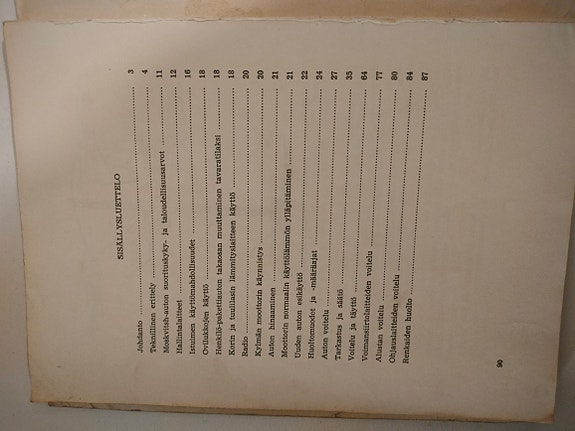 SISÄLLYSLUETTELO
Johdanto ........ 3
Teknillinen erittely ........ 4
Moskvitsh-auton suorituskyky- ja taloudellisuusarvot ........ 11
Hallintalaitteet ........ 12
Istuimen käyttömahdollisuudet ........ 16
Ovilukkojen käyttö ........ 18
Henkilö-pakettiauton takaosan muuttaminen tavaratilaksi ........ 18
Korin ja tuulilasin lämmityslaitteen käyttö ........ 18
Radio ........ 20
Kylmän moottorin käynnistys ........ 20
Auton hinaaminen ........ 21
Moottorin normaalin käyttölämmön ylläpitäminen ........ 21
Uuden auton esikäyttö ........ 22
Huoltomuodot ja -määräajat ........ 24
Auton voitelu ........ 27
Tarkastus ja säätö ........ 35
Voitelu ja täyttö ........ 64
Voimansiirtolaitteiden voitelu ........ 77
Alustan voitelu ........ 80
Ohjauslaitteiden voitelu ........ 84
Renkaiden huolto ........ 87
90